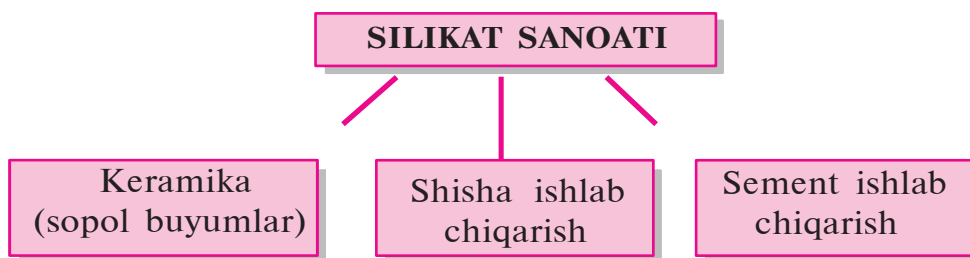 SILIKAT SANOATI
Keramika
(sopol buyumlar)
Shisha ishlab
chiqarish
Sement ishlab
chiqarish